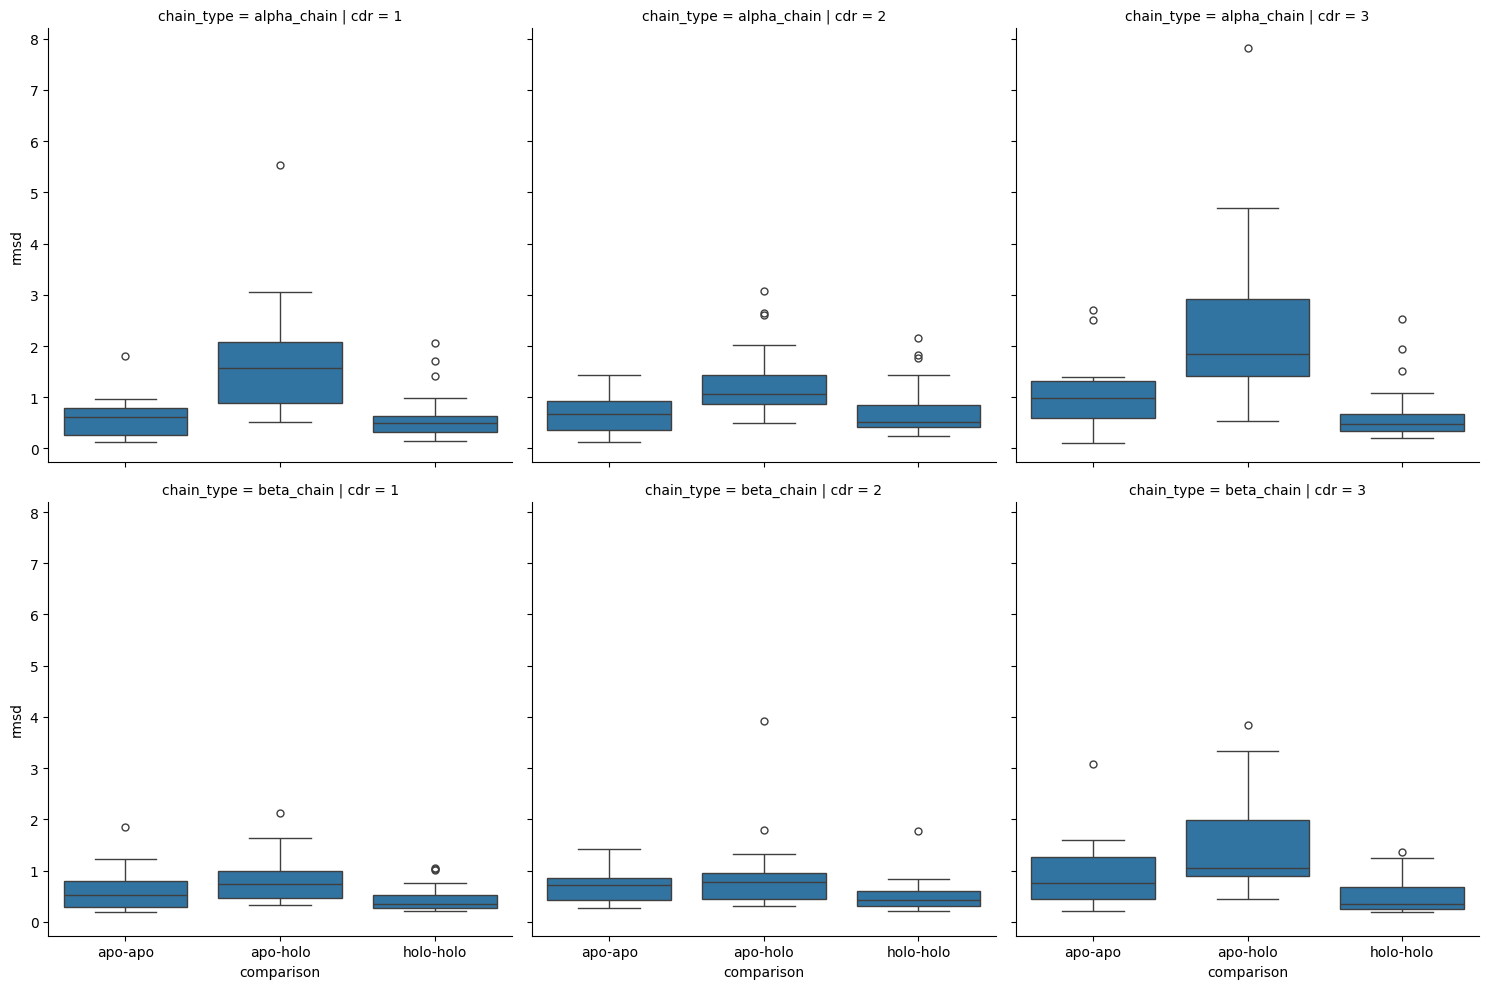 chain_type = alpha_chain | cdr = 1
chain_type = alpha_chain | cdr = 2
chain_type = alpha_chain | cdr = 3
8
7
6
5
4
3
2
1
0
rmsd
chain_type = beta_chain | cdr = 1
chain_type = beta_chain | cdr = 2
chain_type = beta_chain | cdr = 3
8
7
6
5
4
3
2
1
0
rmsd
apo-apo apo-holo holo-holo
comparison
apo-apo apo-holo holo-holo
comparison
apo-apo apo-holo holo-holo
comparison